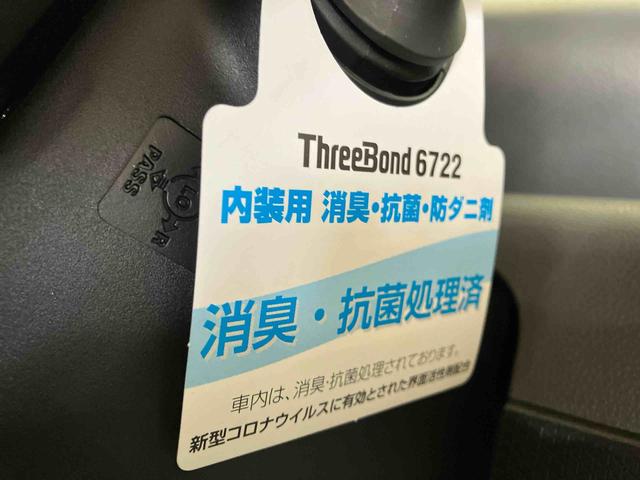 ThreeBond 6722
内装用 消臭・抗菌・防ダニ剤
消臭・抗菌処理済
車内は、消臭・抗菌処理されております。
新型コロナウイルスに有効とされた界面活性剤配合
PASS
LO
R